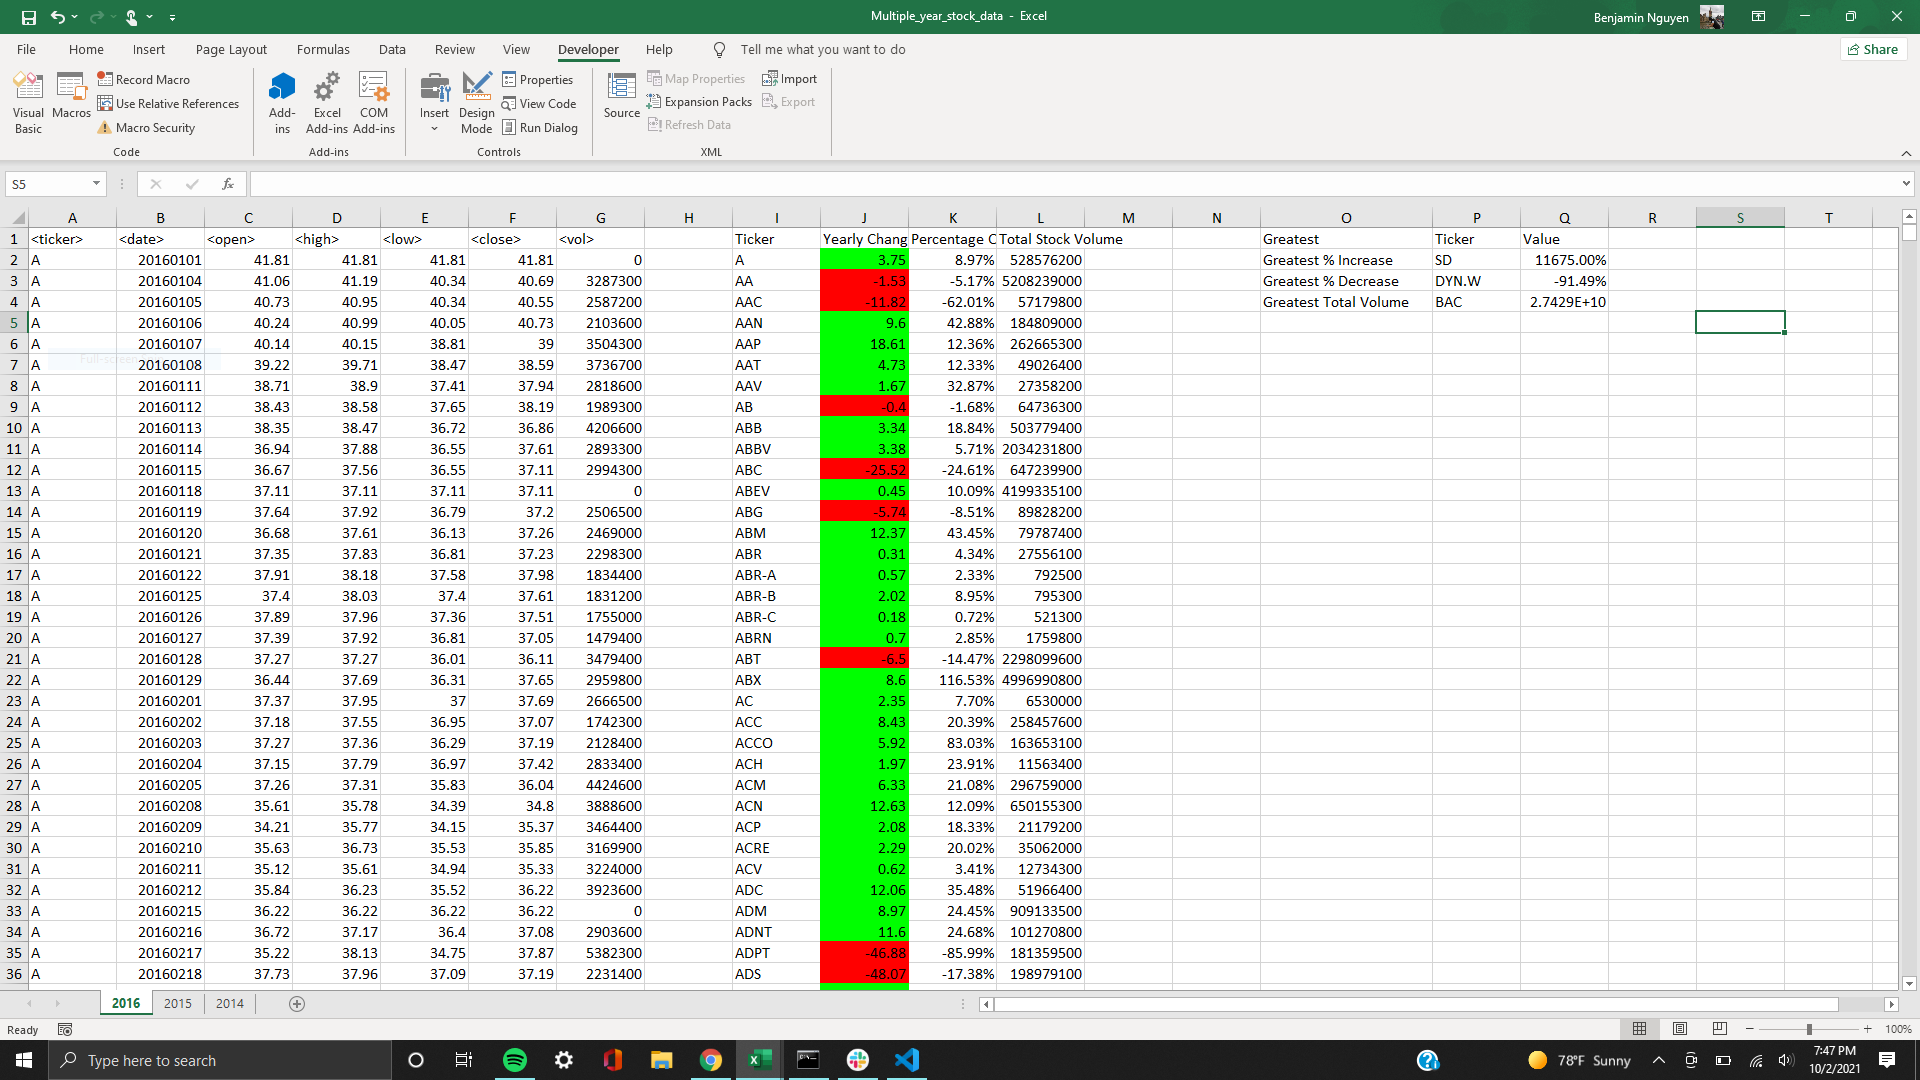 Multiple_year_stock_data - Excel
Benjamin Nguyen
File Home Insert Page Layout Formulas Data Review View Developer Help Tell me what you want to do Share
Visual Basic
Macros
Record Macro
Use Relative References
Macro Security
Code
Add-ins
Excel Add-ins
COM Add-ins
Add-ins
Insert
Design Mode
Properties
View Code
Run Dialog
Controls
Source
Map Properties
Expansion Packs
Refresh Data
Import
Export
XML
S5
fx
A B C D E F G H I J K L M N O P Q R S T
1 <ticker> <date> <open> <high> <low> <close> <vol> Ticker Yearly Chang Percentage C Total Stock Volume Greatest Ticker Value
2 A 20160101 41.81 41.81 41.81 41.81 0 A 3.75 8.97% 528576200 Greatest % Increase SD 11675.00%
3 A 20160104 41.06 41.19 40.34 40.69 3287300 AA -1.53 -5.17% 5208239000 Greatest % Decrease DYN.W -91.49%
4 A 20160105 40.73 40.95 40.34 40.55 2587200 AAC -11.82 -62.01% 57179800 Greatest Total Volume BAC 2.7429E+10
5 A 20160106 40.24 40.99 40.05 40.73 2103600 AAN 9.6 42.88% 184809000
6 A 20160107 40.14 40.15 38.81 39 3504300 AAP 18.61 12.36% 262665300
7 A 20160108 39.22 39.71 38.47 38.59 3736700 AAT 4.73 12.33% 49026400
8 A 20160111 38.71 38.9 37.41 37.94 2818600 AAV 1.67 32.87% 27358200
9 A 20160112 38.43 38.58 37.65 38.19 1989300 AB -0.4 -1.68% 64736300
10 A 20160113 38.35 38.47 36.72 36.86 4206600 ABB 3.34 18.84% 503779400
11 A 20160114 36.94 37.88 36.55 37.61 2893300 ABBV 3.38 5.71% 2034231800
12 A 20160115 36.67 37.56 36.55 37.11 2994300 ABC -25.52 -24.61% 647239900
13 A 20160118 37.11 37.11 37.11 37.11 0 ABEV 0.45 10.09% 4199335100
14 A 20160119 37.64 37.92 36.79 37.2 2506500 ABG -5.74 -8.51% 89828200
15 A 20160120 36.68 37.61 36.13 37.26 2469000 ABM 12.37 43.45% 79787400
16 A 20160121 37.35 37.83 36.81 37.23 2298300 ABR 0.31 4.34% 27556100
17 A 20160122 37.91 38.18 37.58 37.98 1834400 ABR-A 0.57 2.33% 792500
18 A 20160125 37.4 38.03 37.4 37.61 1831200 ABR-B 2.02 8.95% 795300
19 A 20160126 37.89 37.96 37.36 37.51 1755000 ABR-C 0.18 0.72% 521300
20 A 20160127 37.39 37.92 36.81 37.05 1479400 ABRN 0.7 2.85% 1759800
21 A 20160128 37.27 37.27 36.01 36.11 3479400 ABT -6.5 -14.47% 2298099600
22 A 20160129 36.44 37.69 36.31 37.65 2959800 ABX 8.6 116.53% 4996990800
23 A 20160201 37.37 37.95 37 37.69 2666500 AC 2.35 7.70% 6530000
24 A 20160202 37.18 37.55 36.95 37.07 1742300 ACC 8.43 20.39% 258457600
25 A 20160203 37.27 37.36 36.29 37.19 2128400 ACCO 5.92 83.03% 163653100
26 A 20160204 37.15 37.79 36.97 37.42 2833400 ACH 1.97 23.91% 11563400
27 A 20160205 37.26 37.31 35.83 36.04 4424600 ACM 6.33 21.08% 296759000
28 A 20160208 35.61 35.78 34.39 34.8 3888600 ACN 12.63 12.09% 650155300
29 A 20160209 34.21 35.77 34.15 35.37 3464400 ACP 2.08 18.33% 21179200
30 A 20160210 35.63 36.73 35.53 35.85 3169900 ACRE 2.29 20.02% 35062000
31 A 20160211 35.12 35.61 34.94 35.33 3224000 ACV 0.62 3.41% 12734300
32 A 20160212 35.84 36.23 35.52 36.22 3923600 ADC 12.06 35.48% 51966400
33 A 20160215 36.22 36.22 36.22 36.22 0 ADM 8.97 24.45% 909133500
34 A 20160216 36.72 37.17 36.4 37.08 2903600 ADNT 11.6 24.68% 101270800
35 A 20160217 35.22 38.13 34.75 37.87 5382300 ADPT -46.88 -85.99% 181359500
36 A 20160218 37.73 37.96 37.09 37.19 2231400 ADS -48.07 -17.38% 198979100
2016 2015 2014
Ready
100%
Type here to search
78°F Sunny
7:47 PM
10/2/2021